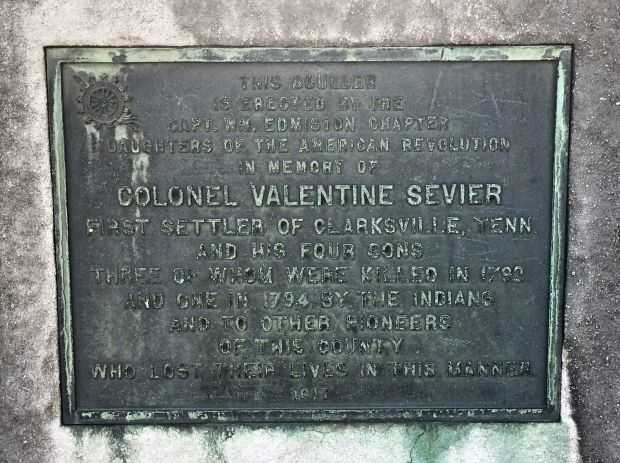 THIS BOULDER
IS ERECTED BY THE
CAPT. WM. EDMISTON CHAPTER
DAUGHTERS OF THE AMERICAN REVOLUTION
IN MEMORY OF
COLONEL VALENTINE SEVIER
FIRST SETTLER OF CLARKSVILLE, TENN.
AND HIS FOUR SONS
THREE OF WHOM WERE KILLED IN 1792
AND ONE IN 1794 BY THE INDIANS
AND TO OTHER PIONEERS
OF THIS COUNTY
WHO LOST THEIR LIVES IN THIS MANNER